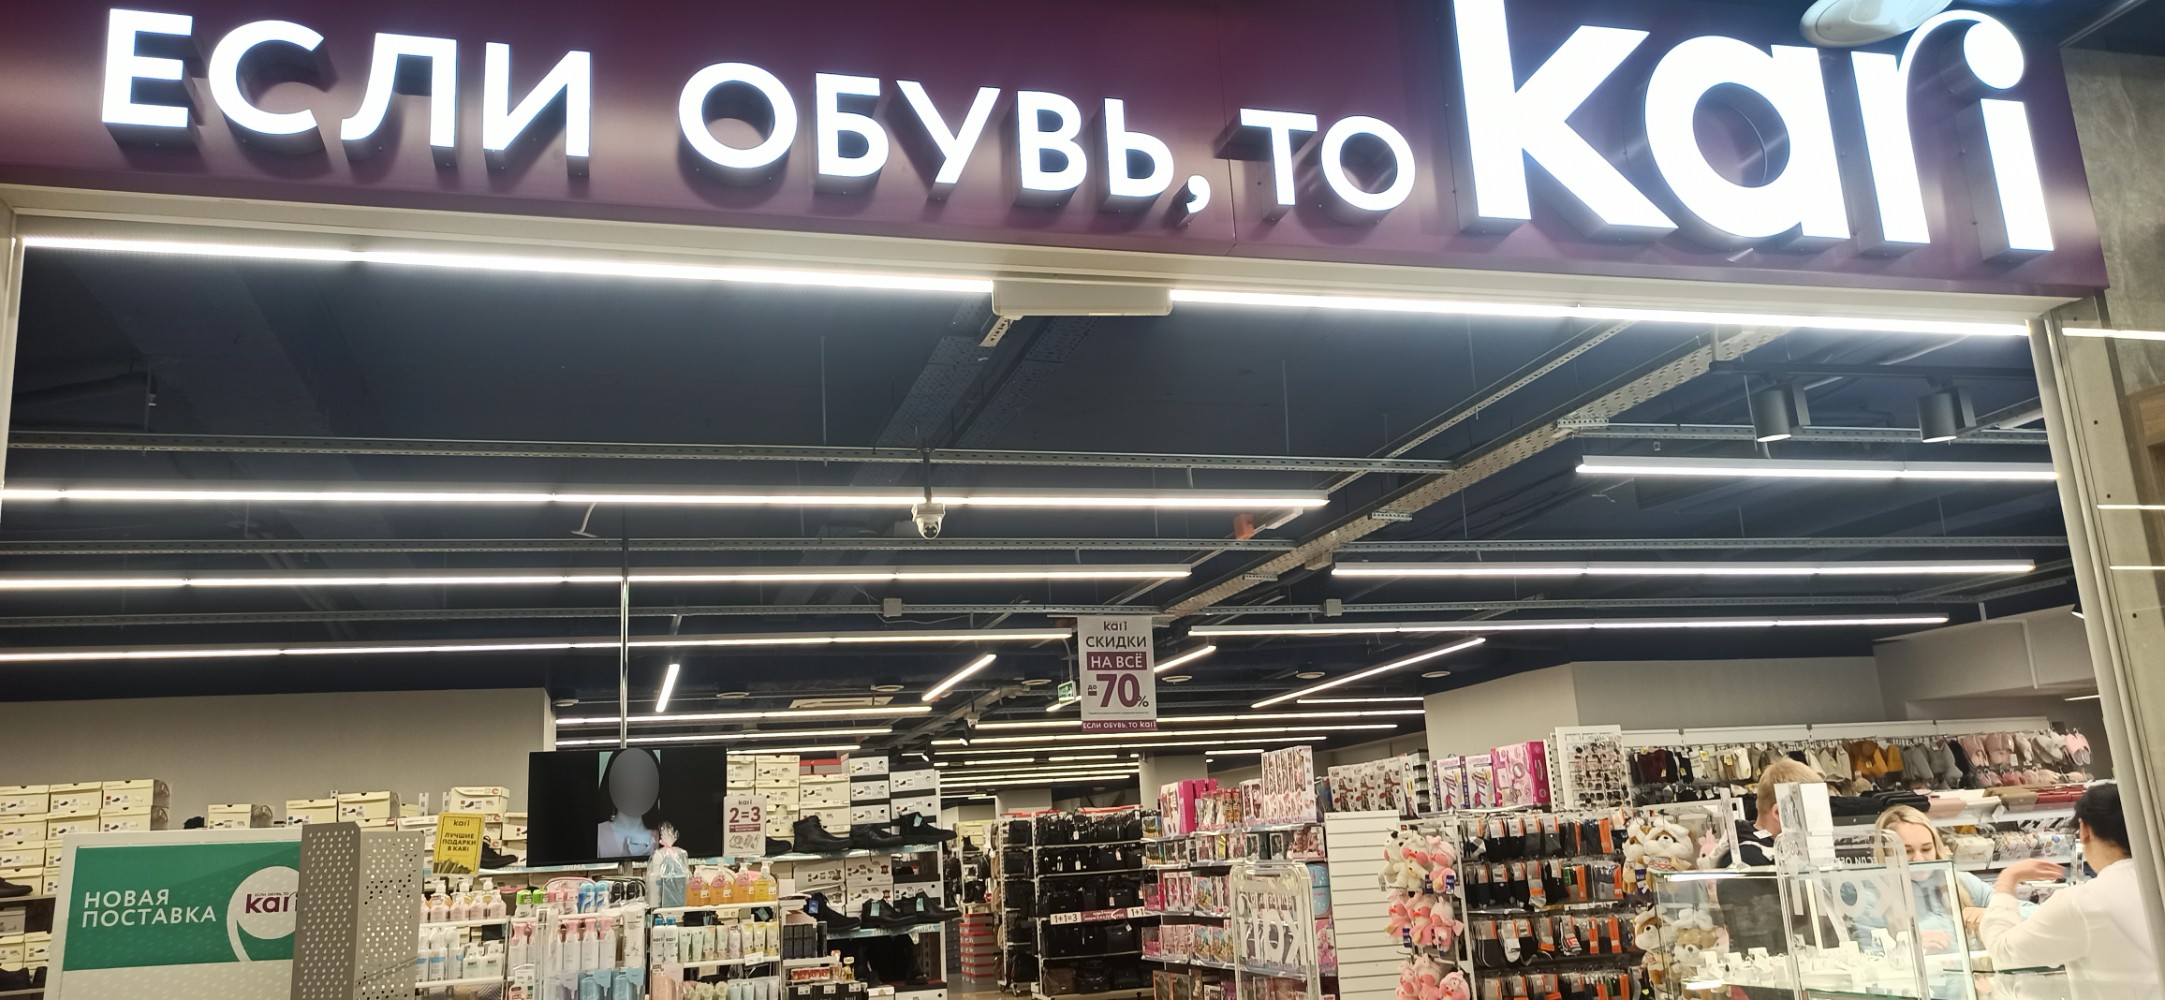 ЕСЛИ ОБУВЬ, ТО kari
kari
СКИДКИ
НА ВСЁ
до
-70%
ЕСЛИ ОБУВЬ, ТО kari
kari
2=3
kari
ЛУЧШИЕ
ПОДАРКИ
В KARI
НОВАЯ
ПОСТАВКА
ЕСЛИ ОБУВЬ, ТО
kari
1+1=3